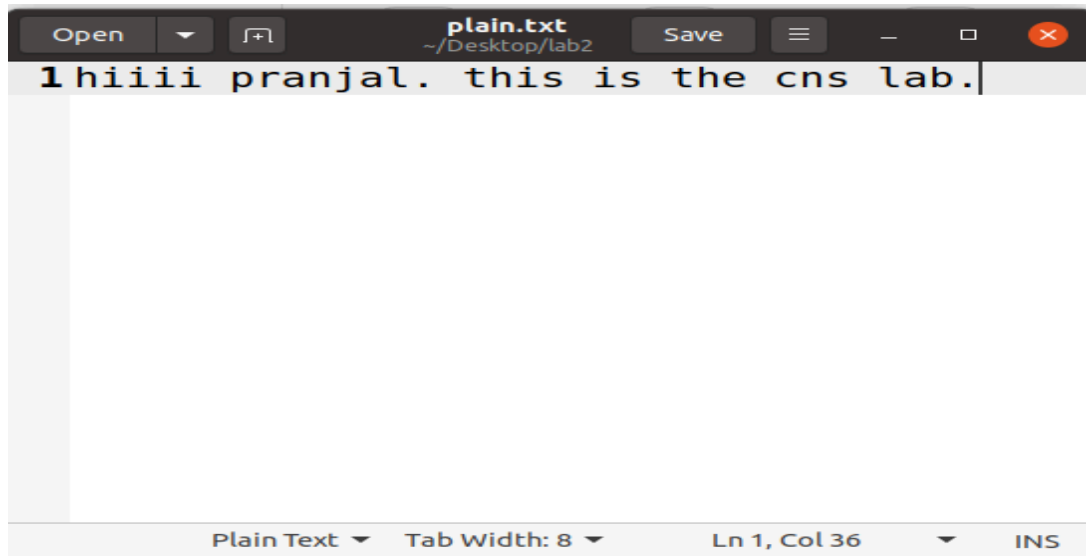 Open
plain.txt
~/Desktop/lab2
Save
1 hiiii pranjal. this is the cns lab.
Plain Text Tab Width: 8 Ln 1, Col 36 INS